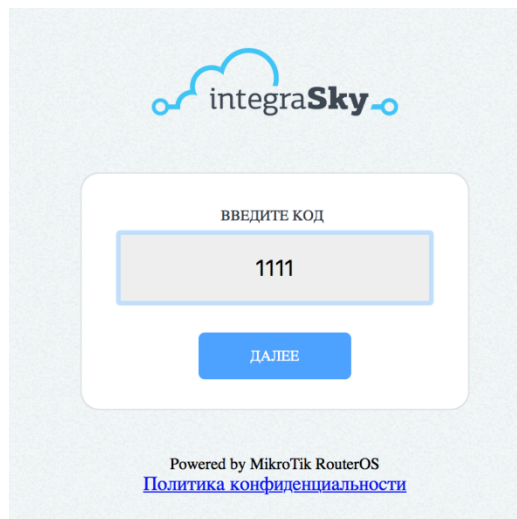 integraSky
ВВЕДИТЕ КОД
1111
ДАЛЕЕ
Powered by MikroTik RouterOS
Политика конфиденциальности